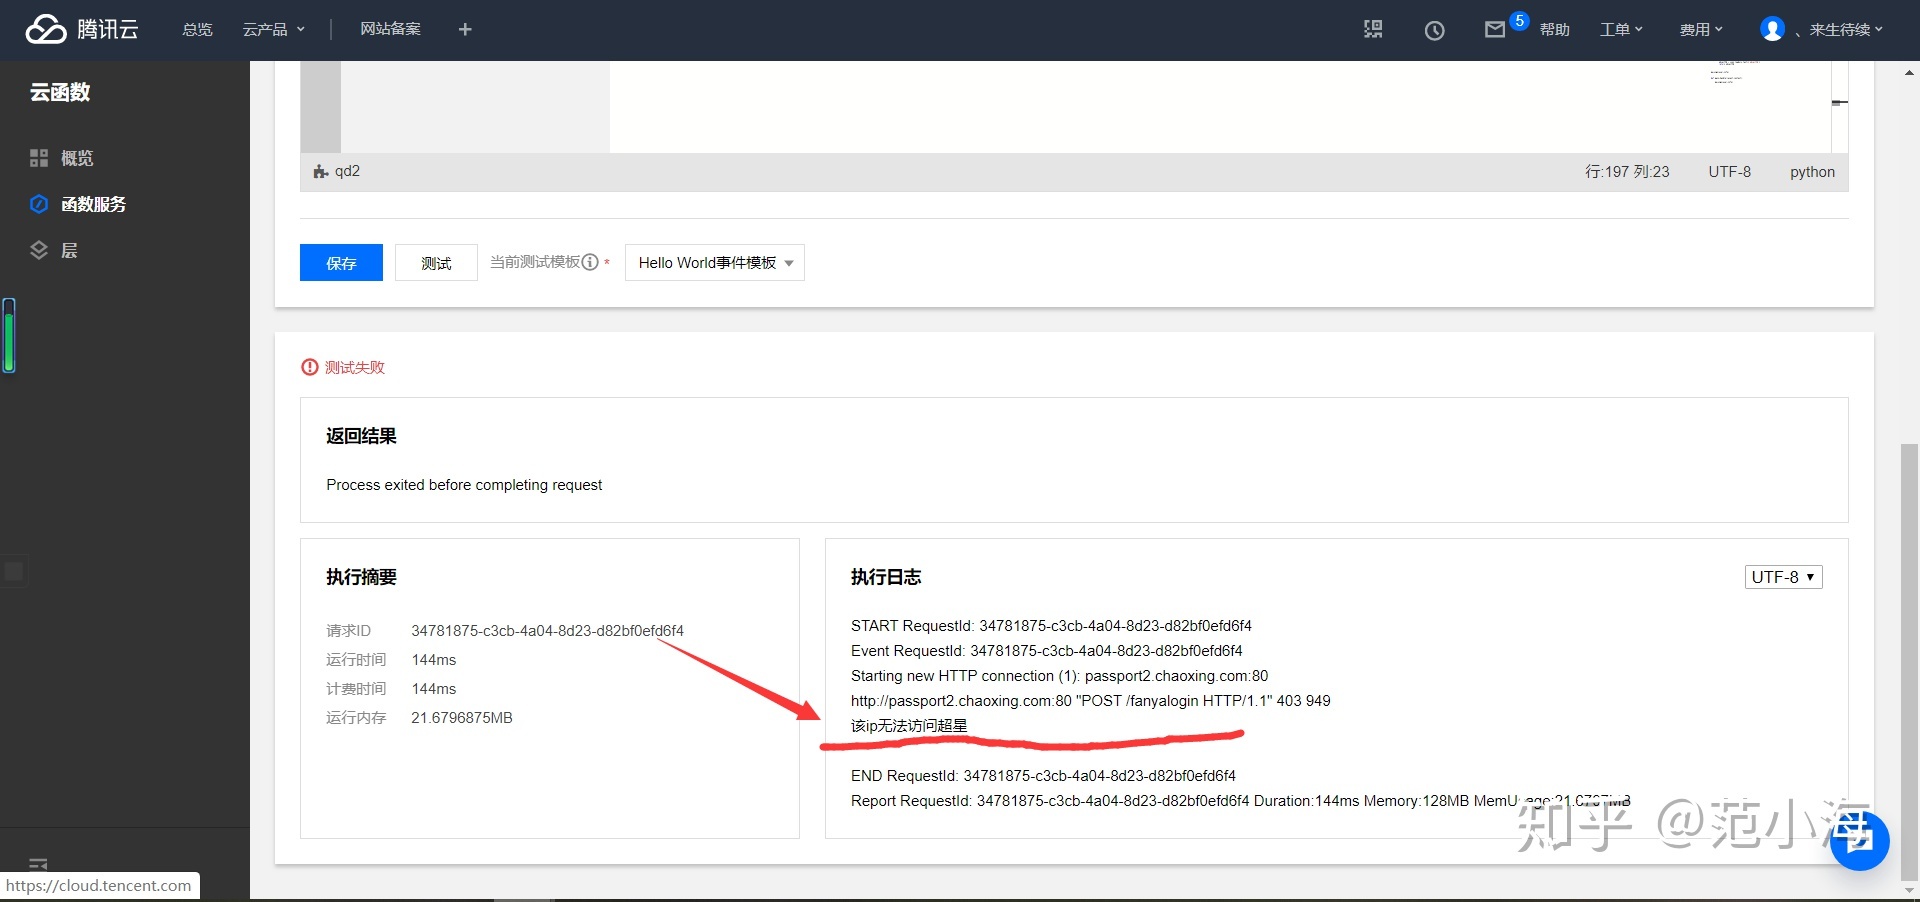 腾讯云
总览
云产品
网站备案
5
帮助
工单
费用
、来生待续
云函数
概览
函数服务
层
qd2
行:197 列:23
UTF-8
python
保存
测试
当前测试模板 *
Hello World事件模板
测试失败
返回结果
Process exited before completing request
执行摘要
请求ID 34781875-c3cb-4a04-8d23-d82bf0efd6f4
运行时间 144ms
计费时间 144ms
运行内存 21.6796875MB
执行日志
UTF-8
START RequestId: 34781875-c3cb-4a04-8d23-d82bf0efd6f4
Event RequestId: 34781875-c3cb-4a04-8d23-d82bf0efd6f4
Starting new HTTP connection (1): passport2.chaoxing.com:80
http://passport2.chaoxing.com:80 "POST /fanyalogin HTTP/1.1" 403 949
该ip无法访问超星
END RequestId: 34781875-c3cb-4a04-8d23-d82bf0efd6f4
Report RequestId: 34781875-c3cb-4a04-8d23-d82bf0efd6f4 Duration:144ms Memory:128MB
知乎 @范小海
https://cloud.tencent.com